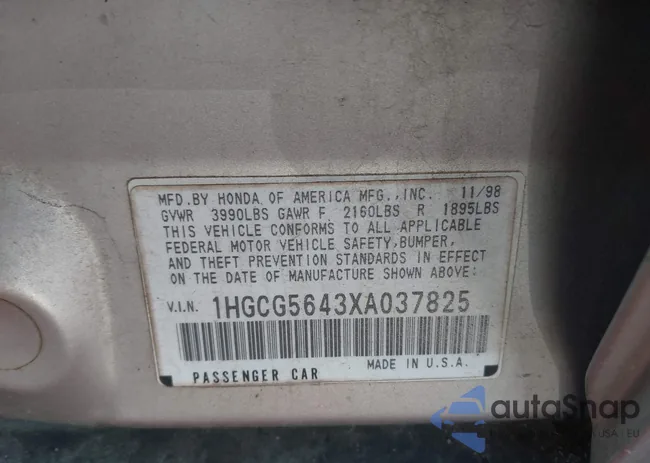 MFD.BY HONDA OF AMERICA MFG.,INC. 11/98
GVWR 3990LBS GAWR F 2160LBS R 1895LBS
THIS VEHICLE CONFORMS TO ALL APPLICABLE
FEDERAL MOTOR VEHICLE SAFETY,BUMPER,
AND THEFT PREVENTION STANDARDS IN EFFECT
ON THE DATE OF MANUFACTURE SHOWN ABOVE:
V.I.N. 1HGCG5643XA037825
PASSENGER CAR MADE IN U.S.A.
autoSnap
USA EU